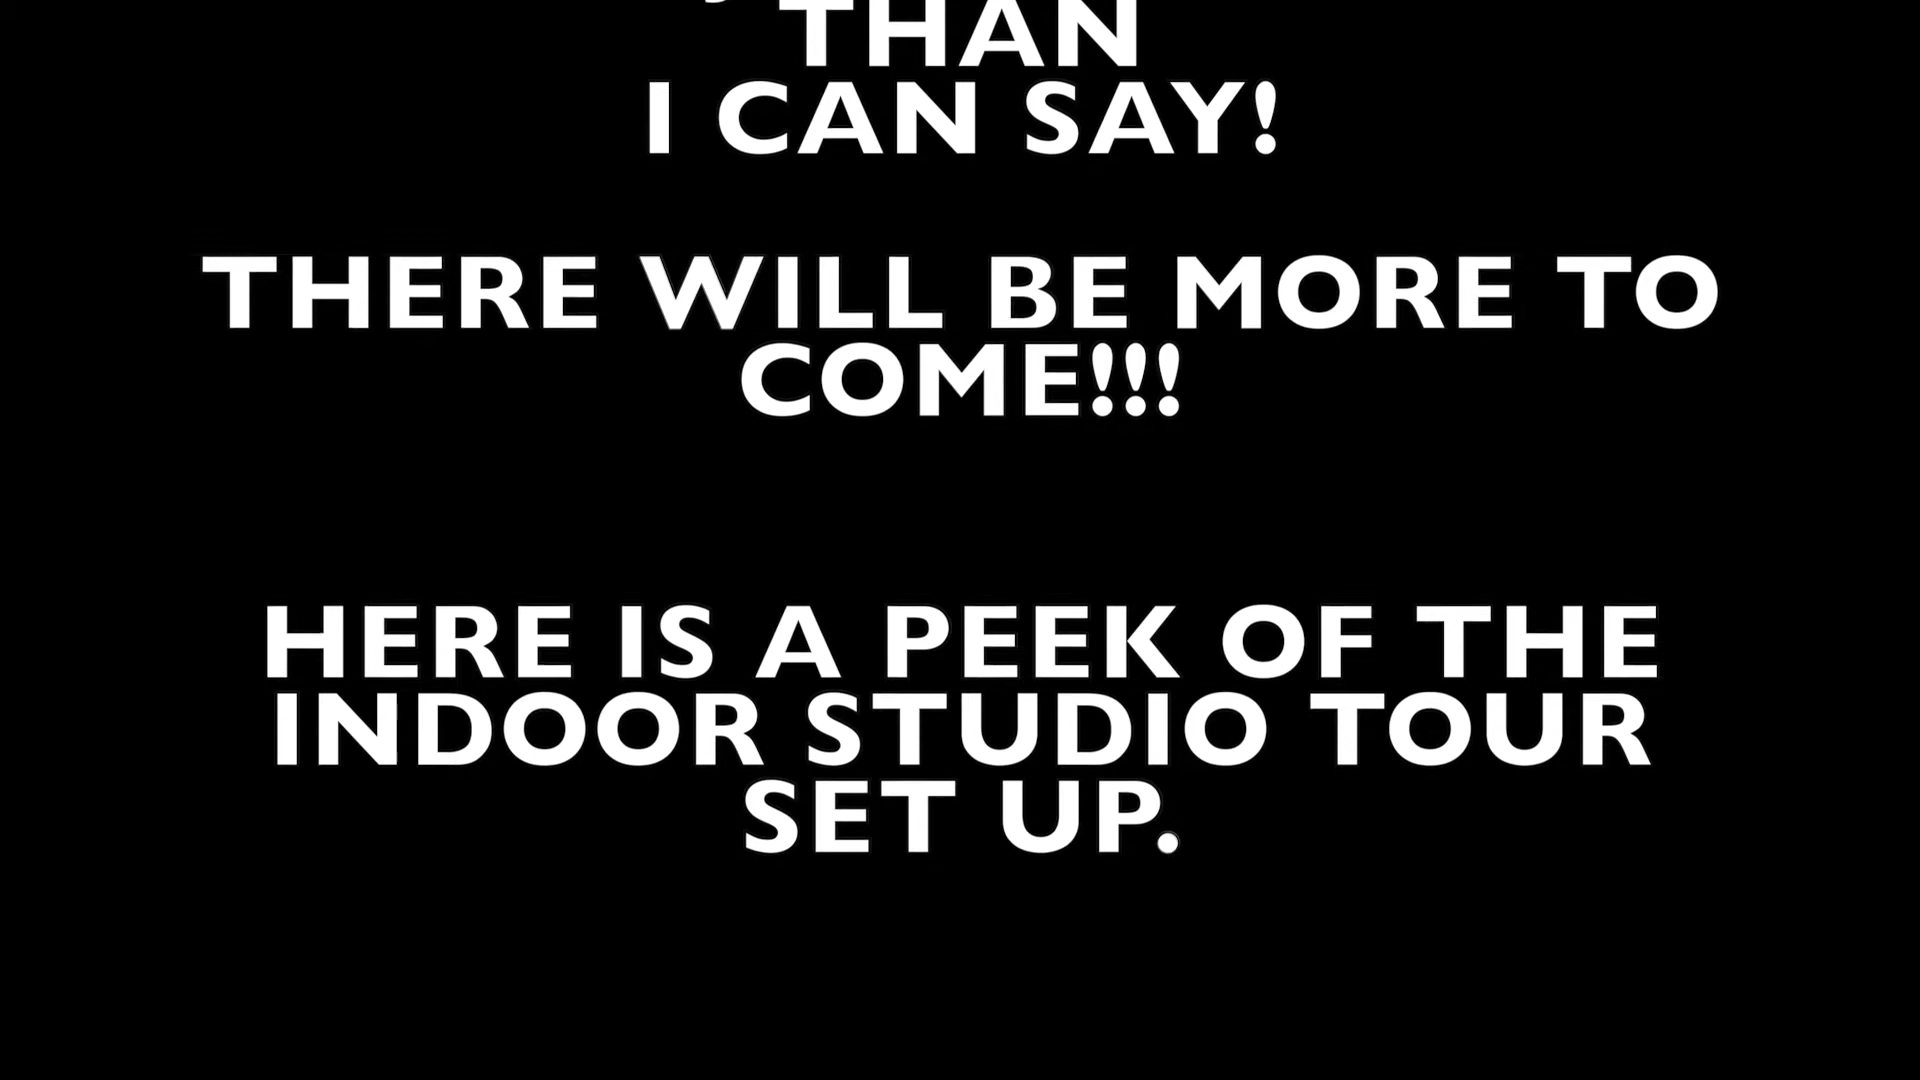 THAN
I CAN SAY!
THERE WILL BE MORE TO
COME!!!
HERE IS A PEEK OF THE
INDOOR STUDIO TOUR
SET UP.